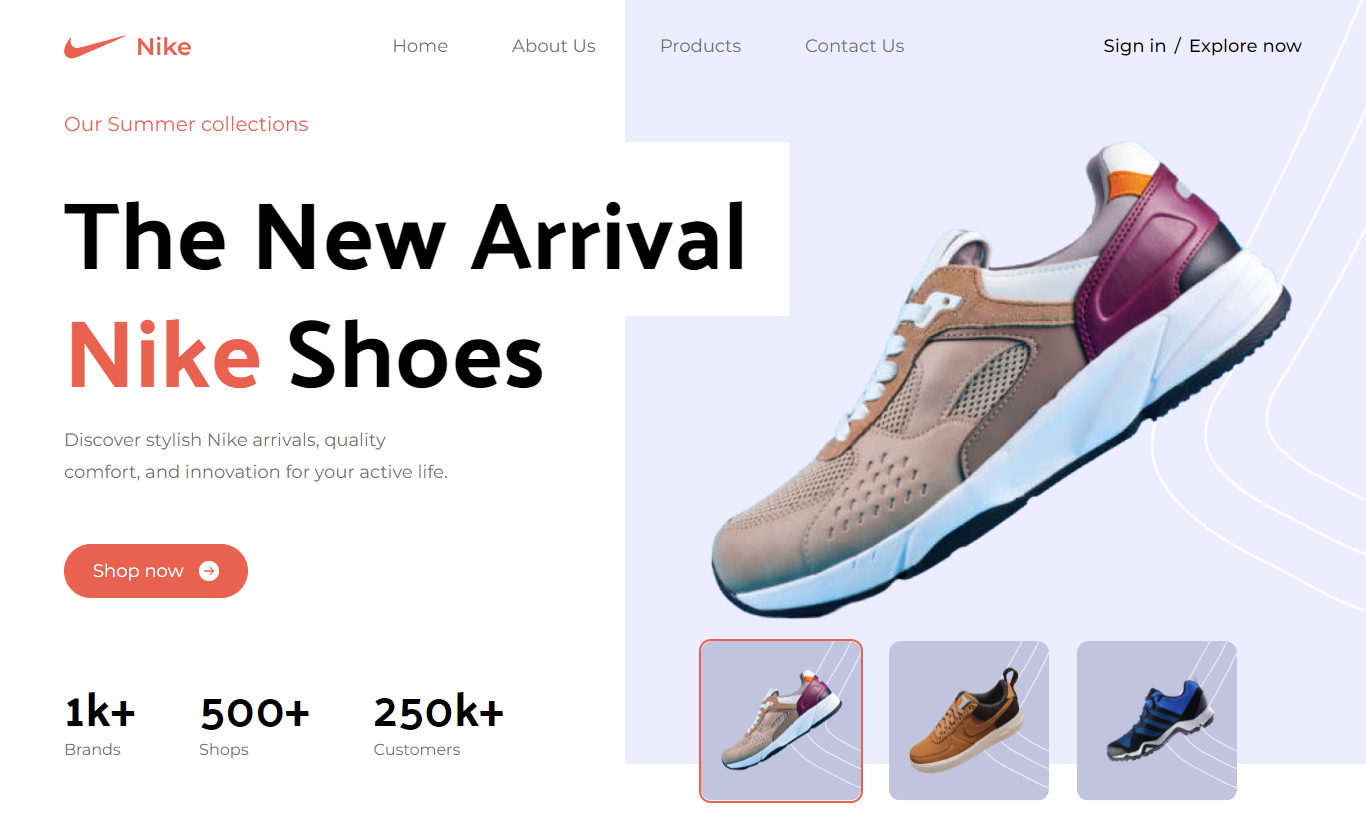 Nike
Home
About Us
Products
Contact Us
Sign in / Explore now
Our Summer collections
The New Arrival
Nike Shoes
Discover stylish Nike arrivals, quality
comfort, and innovation for your active life.
Shop now
1k+
Brands
500+
Shops
250k+
Customers